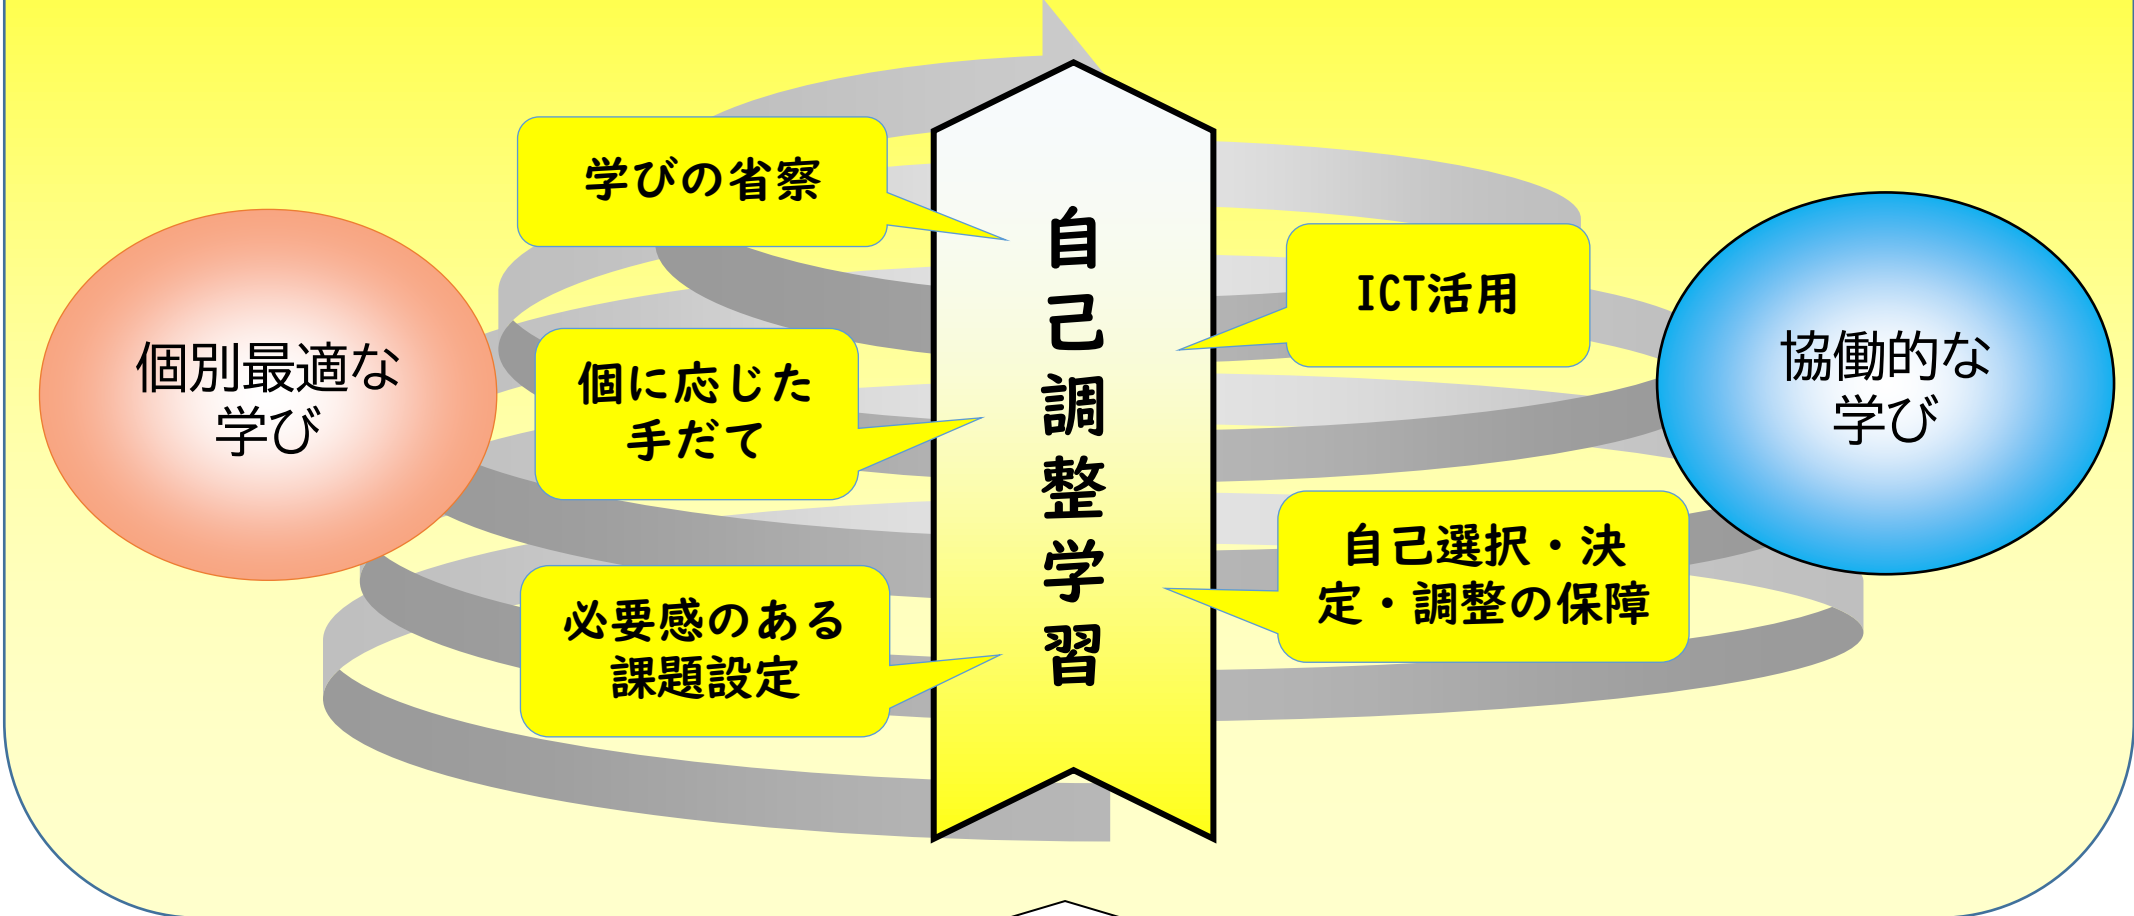 学びの省察
ICT活用
個別最適な
学び
自己調整学習
協働的な
学び
個に応じた
手だて
自己選択・決
定・調整の保障
必要感のある
課題設定